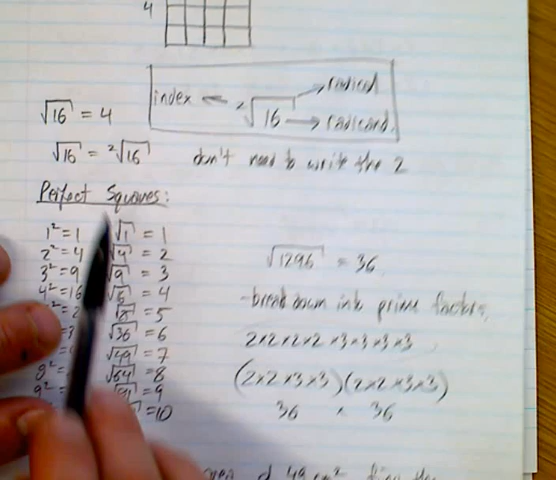 4
index ← ²√16 → radical
→ radicand
√16 = 4
√16 = ²√16 don't need to write the 2
Perfect Squares:
1² = 1 √1 = 1
2² = 4 √4 = 2
3² = 9 √9 = 3
4² = 16 = 4
= 5
√36 = 6
√49 = 7
√64 = 8
9² = 9
= 10
√1296 = 36
- break down into prime factors,
2×2×2×2×3×3×3×3
(2×2×3×3)(2×2×3×3)
36 × 36